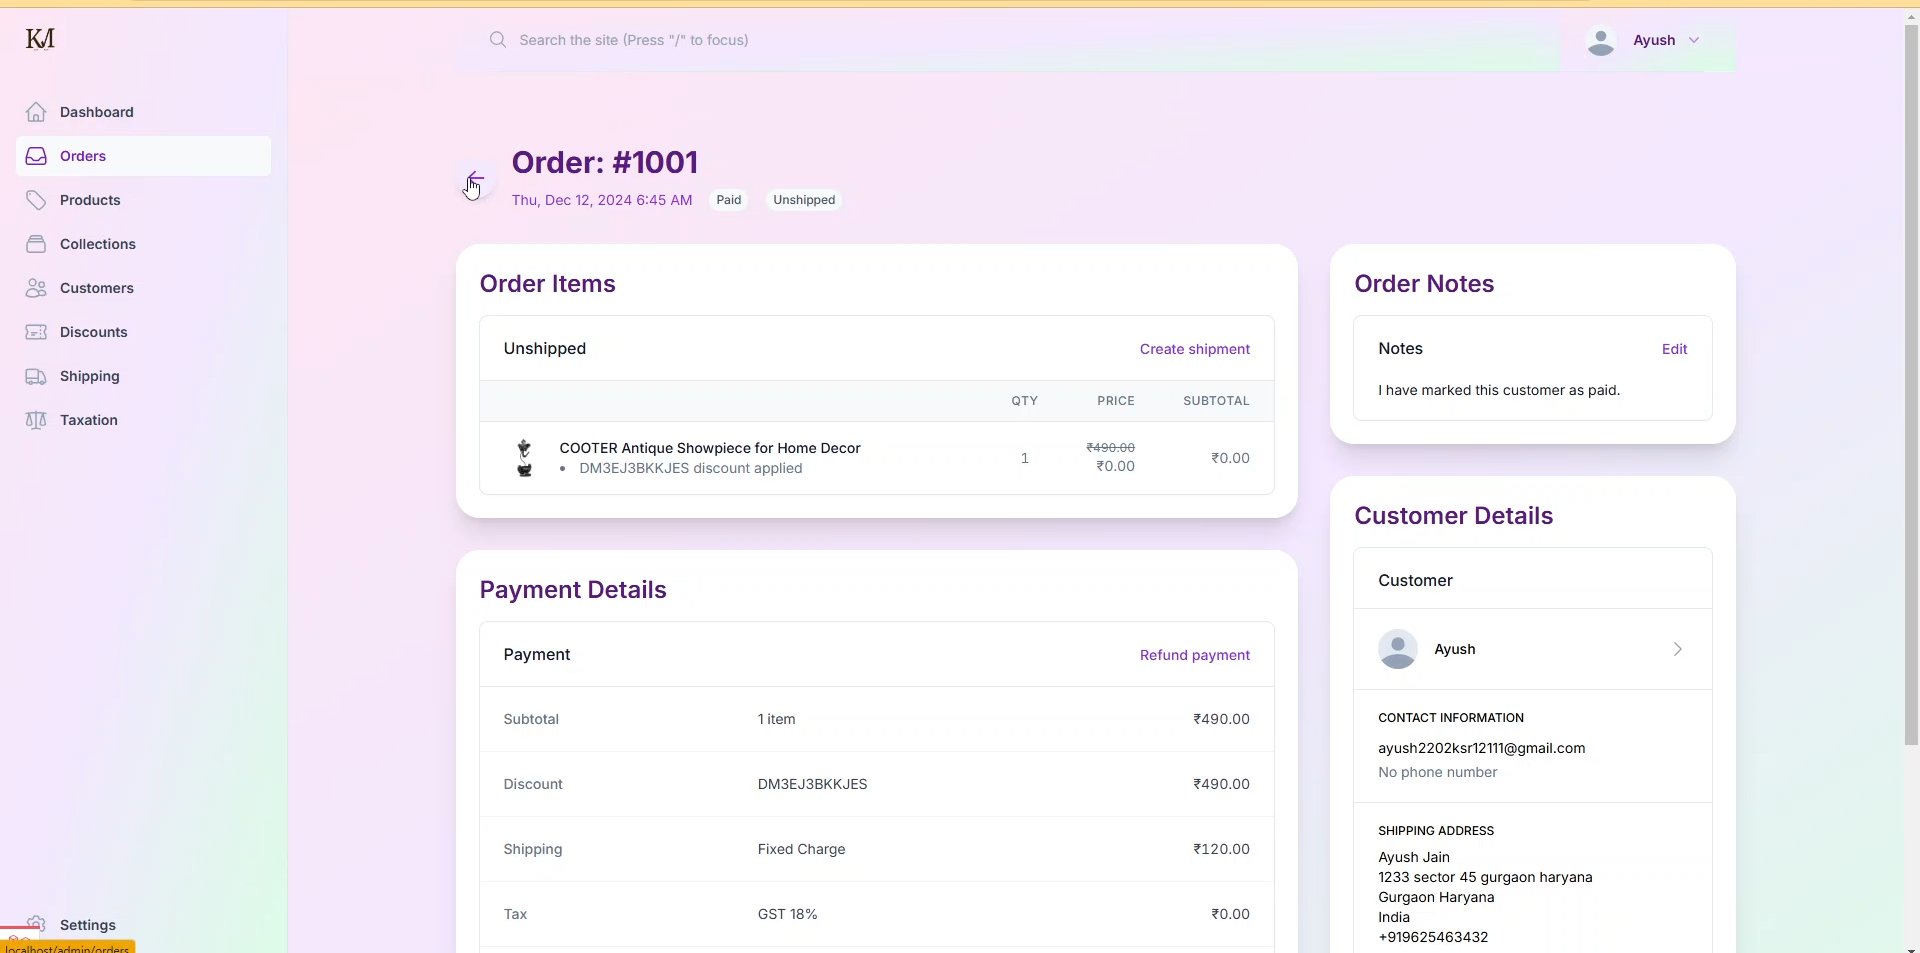 KM
Search the site (Press "/" to focus)
Ayush
Dashboard
Orders
Products
Collections
Customers
Discounts
Shipping
Taxation
Settings
localhost/admin/orders
Order: #1001
Thu, Dec 12, 2024 6:45 AM Paid Unshipped
Order Items
Unshipped Create shipment
QTY PRICE SUBTOTAL
COOTER Antique Showpiece for Home Decor
• DM3EJ3BKKJES discount applied
1
₹490.00
₹0.00
₹0.00
Payment Details
Payment Refund payment
Subtotal 1 item ₹490.00
Discount DM3EJ3BKKJES ₹490.00
Shipping Fixed Charge ₹120.00
Tax GST 18% ₹0.00
Order Notes
Notes Edit
I have marked this customer as paid.
Customer Details
Customer
Ayush
CONTACT INFORMATION
ayush2202ksr12111@gmail.com
No phone number
SHIPPING ADDRESS
Ayush Jain
1233 sector 45 gurgaon haryana
Gurgaon Haryana
India
+919625463432